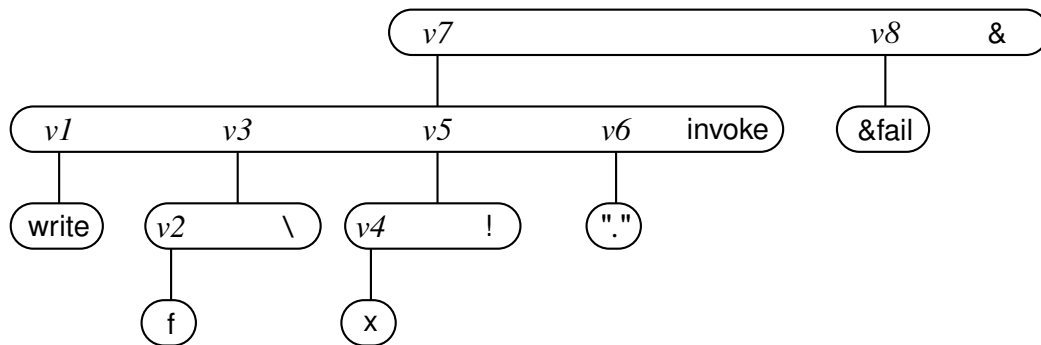 v7 v8 &
v1 v3 v5 v6 invoke &fail
write v2 \ v4 ! "."
f x